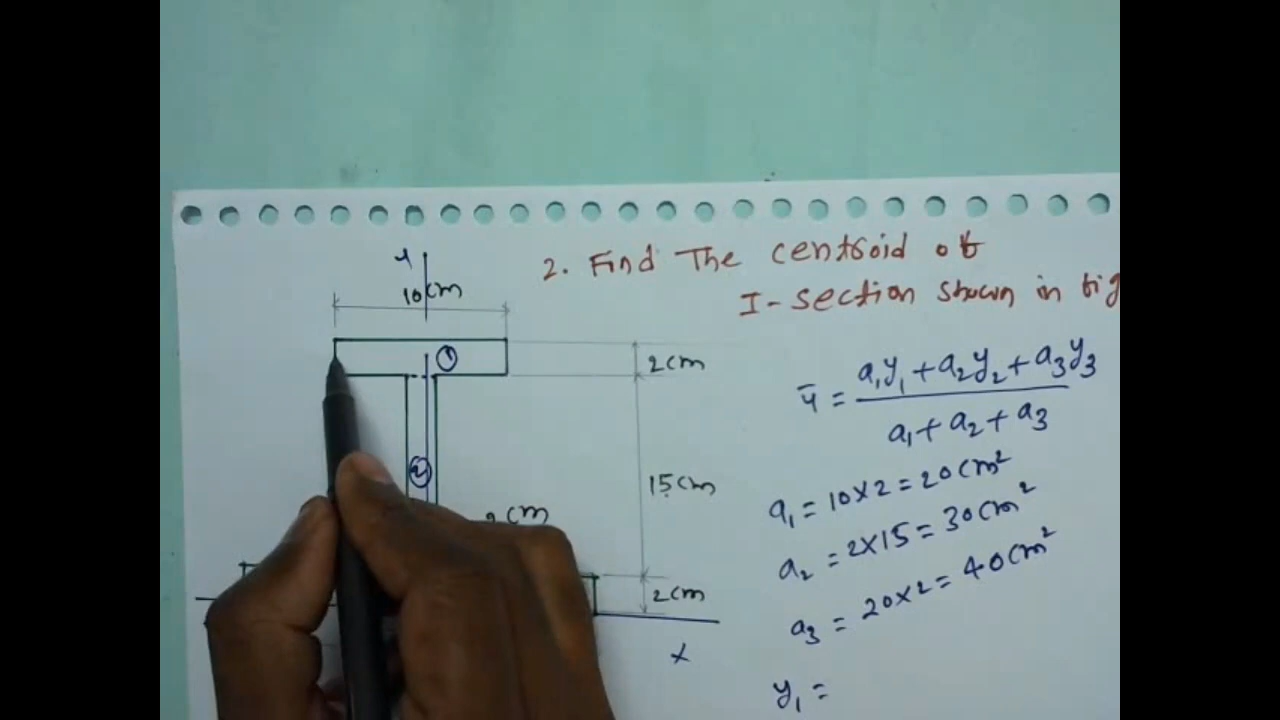 2. Find The centroid of
I-section shown in fig
y
10cm
①
2cm
ȳ = a₁y₁ + a₂y₂ + a₃y₃
a₁ + a₂ + a₃
②
15cm
a₁ = 10×2 = 20cm²
2cm
a₂ = 2×15 = 30cm²
2cm
a₃ = 20×2 = 40cm²
x
y₁ =